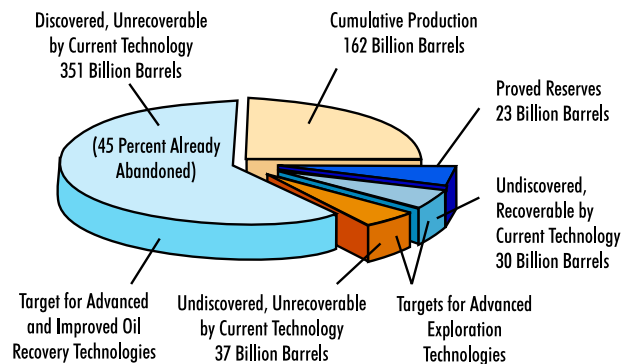 Discovered, Unrecoverable
by Current Technology
351 Billion Barrels
Cumulative Production
162 Billion Barrels
Proved Reserves
23 Billion Barrels
(45 Percent Already
Abandoned)
Undiscovered,
Recoverable by
Current Technology
30 Billion Barrels
Target for Advanced
and Improved Oil
Recovery Technologies
Undiscovered, Unrecoverable
by Current Technology
37 Billion Barrels
Targets for Advanced
Exploration
Technologies